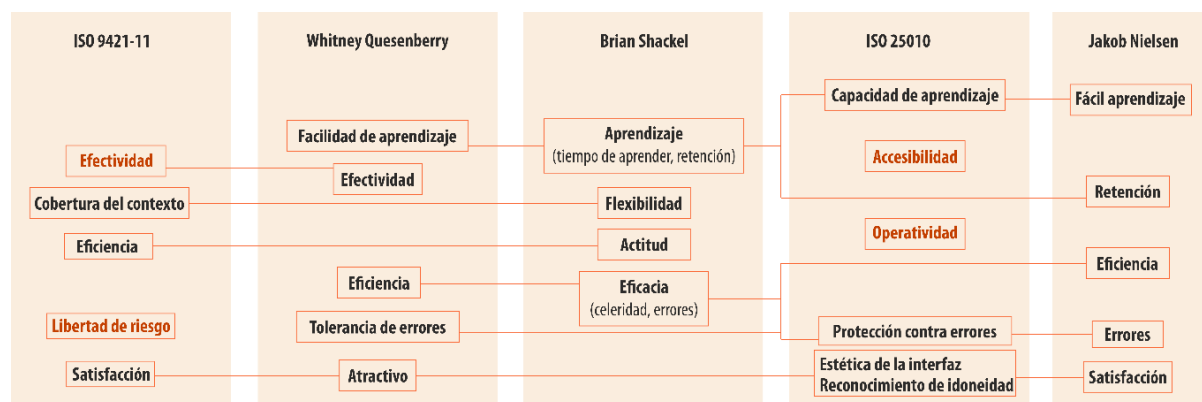 ISO 9421-11
Efectividad
Cobertura del contexto
Eficiencia
Libertad de riesgo
Satisfacción
Whitney Quesenberry
Facilidad de aprendizaje
Efectividad
Eficiencia
Tolerancia de errores
Atractivo
Brian Shackel
Aprendizaje
(tiempo de aprender, retención)
Flexibilidad
Actitud
Eficacia
(celeridad, errores)
ISO 25010
Capacidad de aprendizaje
Accesibilidad
Operatividad
Protección contra errores
Estética de la interfaz
Reconocimiento de idoneidad
Jakob Nielsen
Fácil aprendizaje
Retención
Eficiencia
Errores
Satisfacción